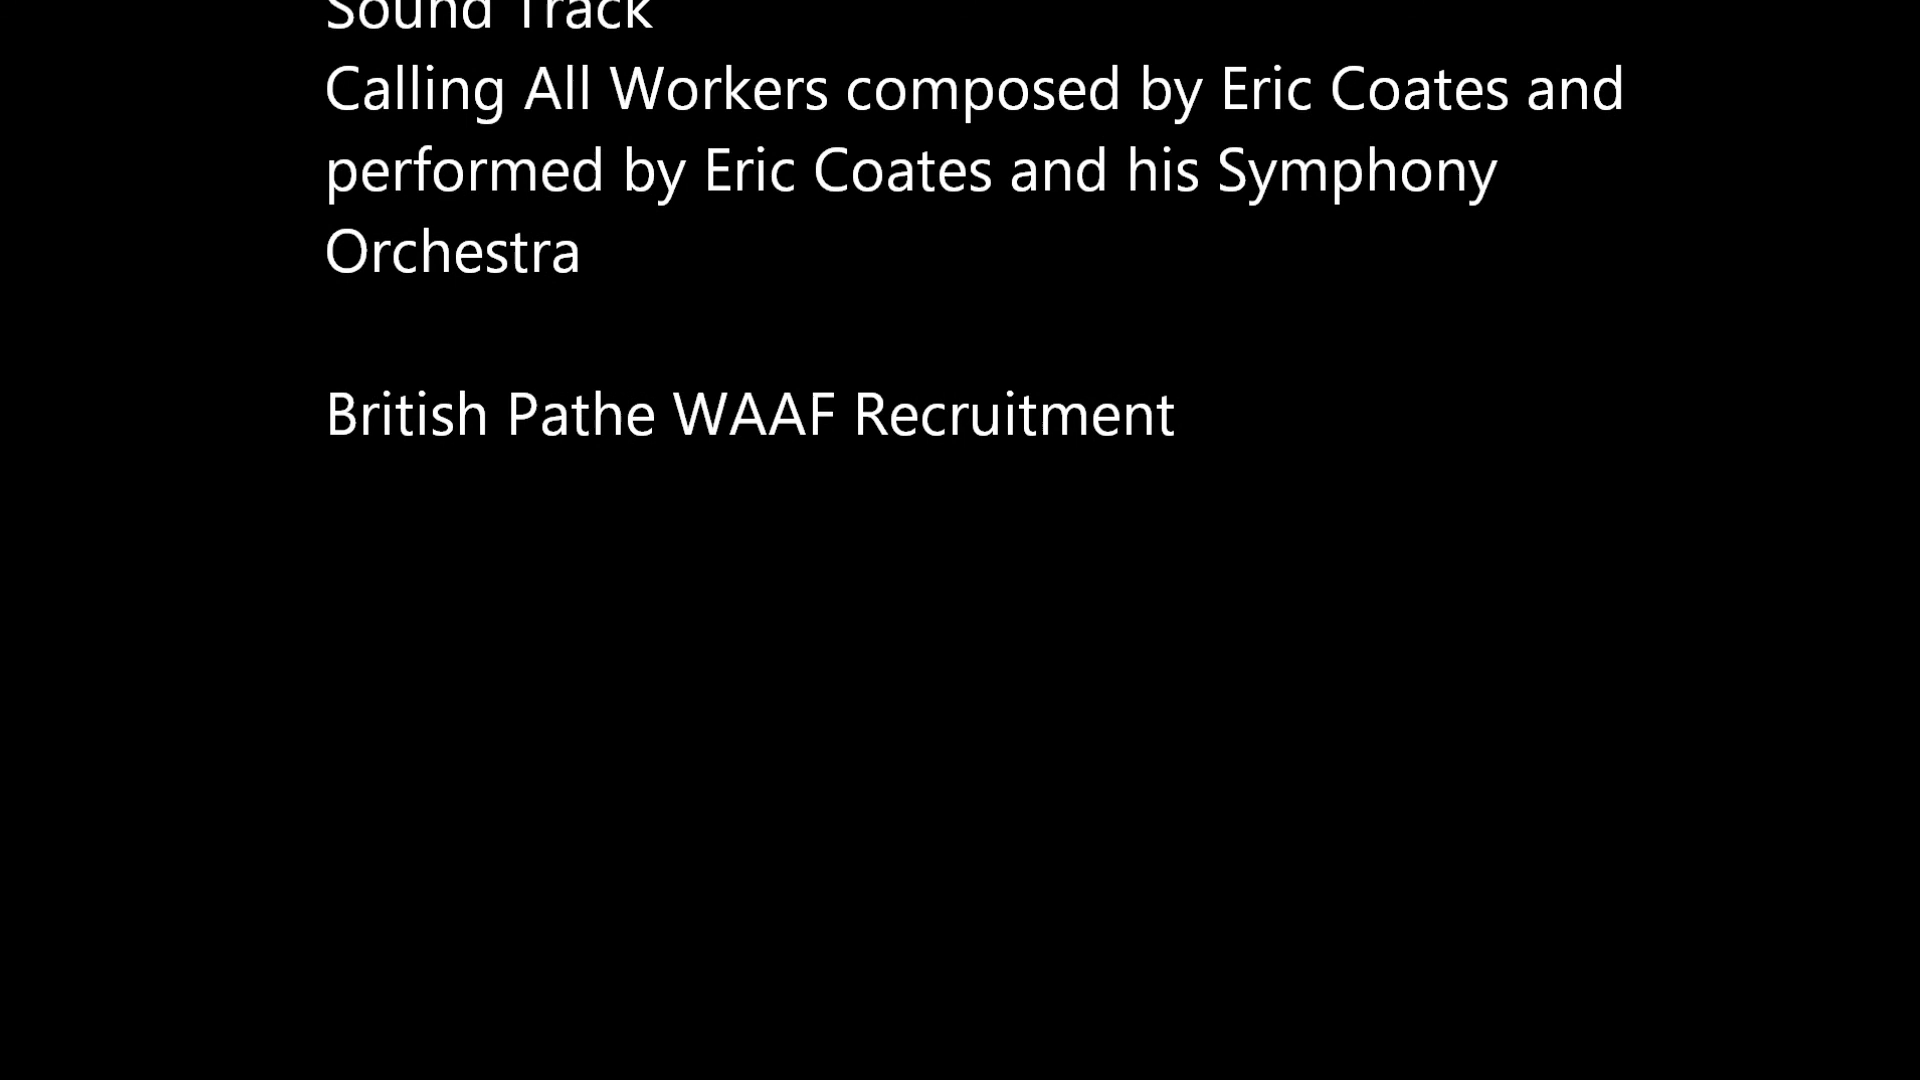 Sound Track
Calling All Workers composed by Eric Coates and
performed by Eric Coates and his Symphony
Orchestra
British Pathe WAAF Recruitment